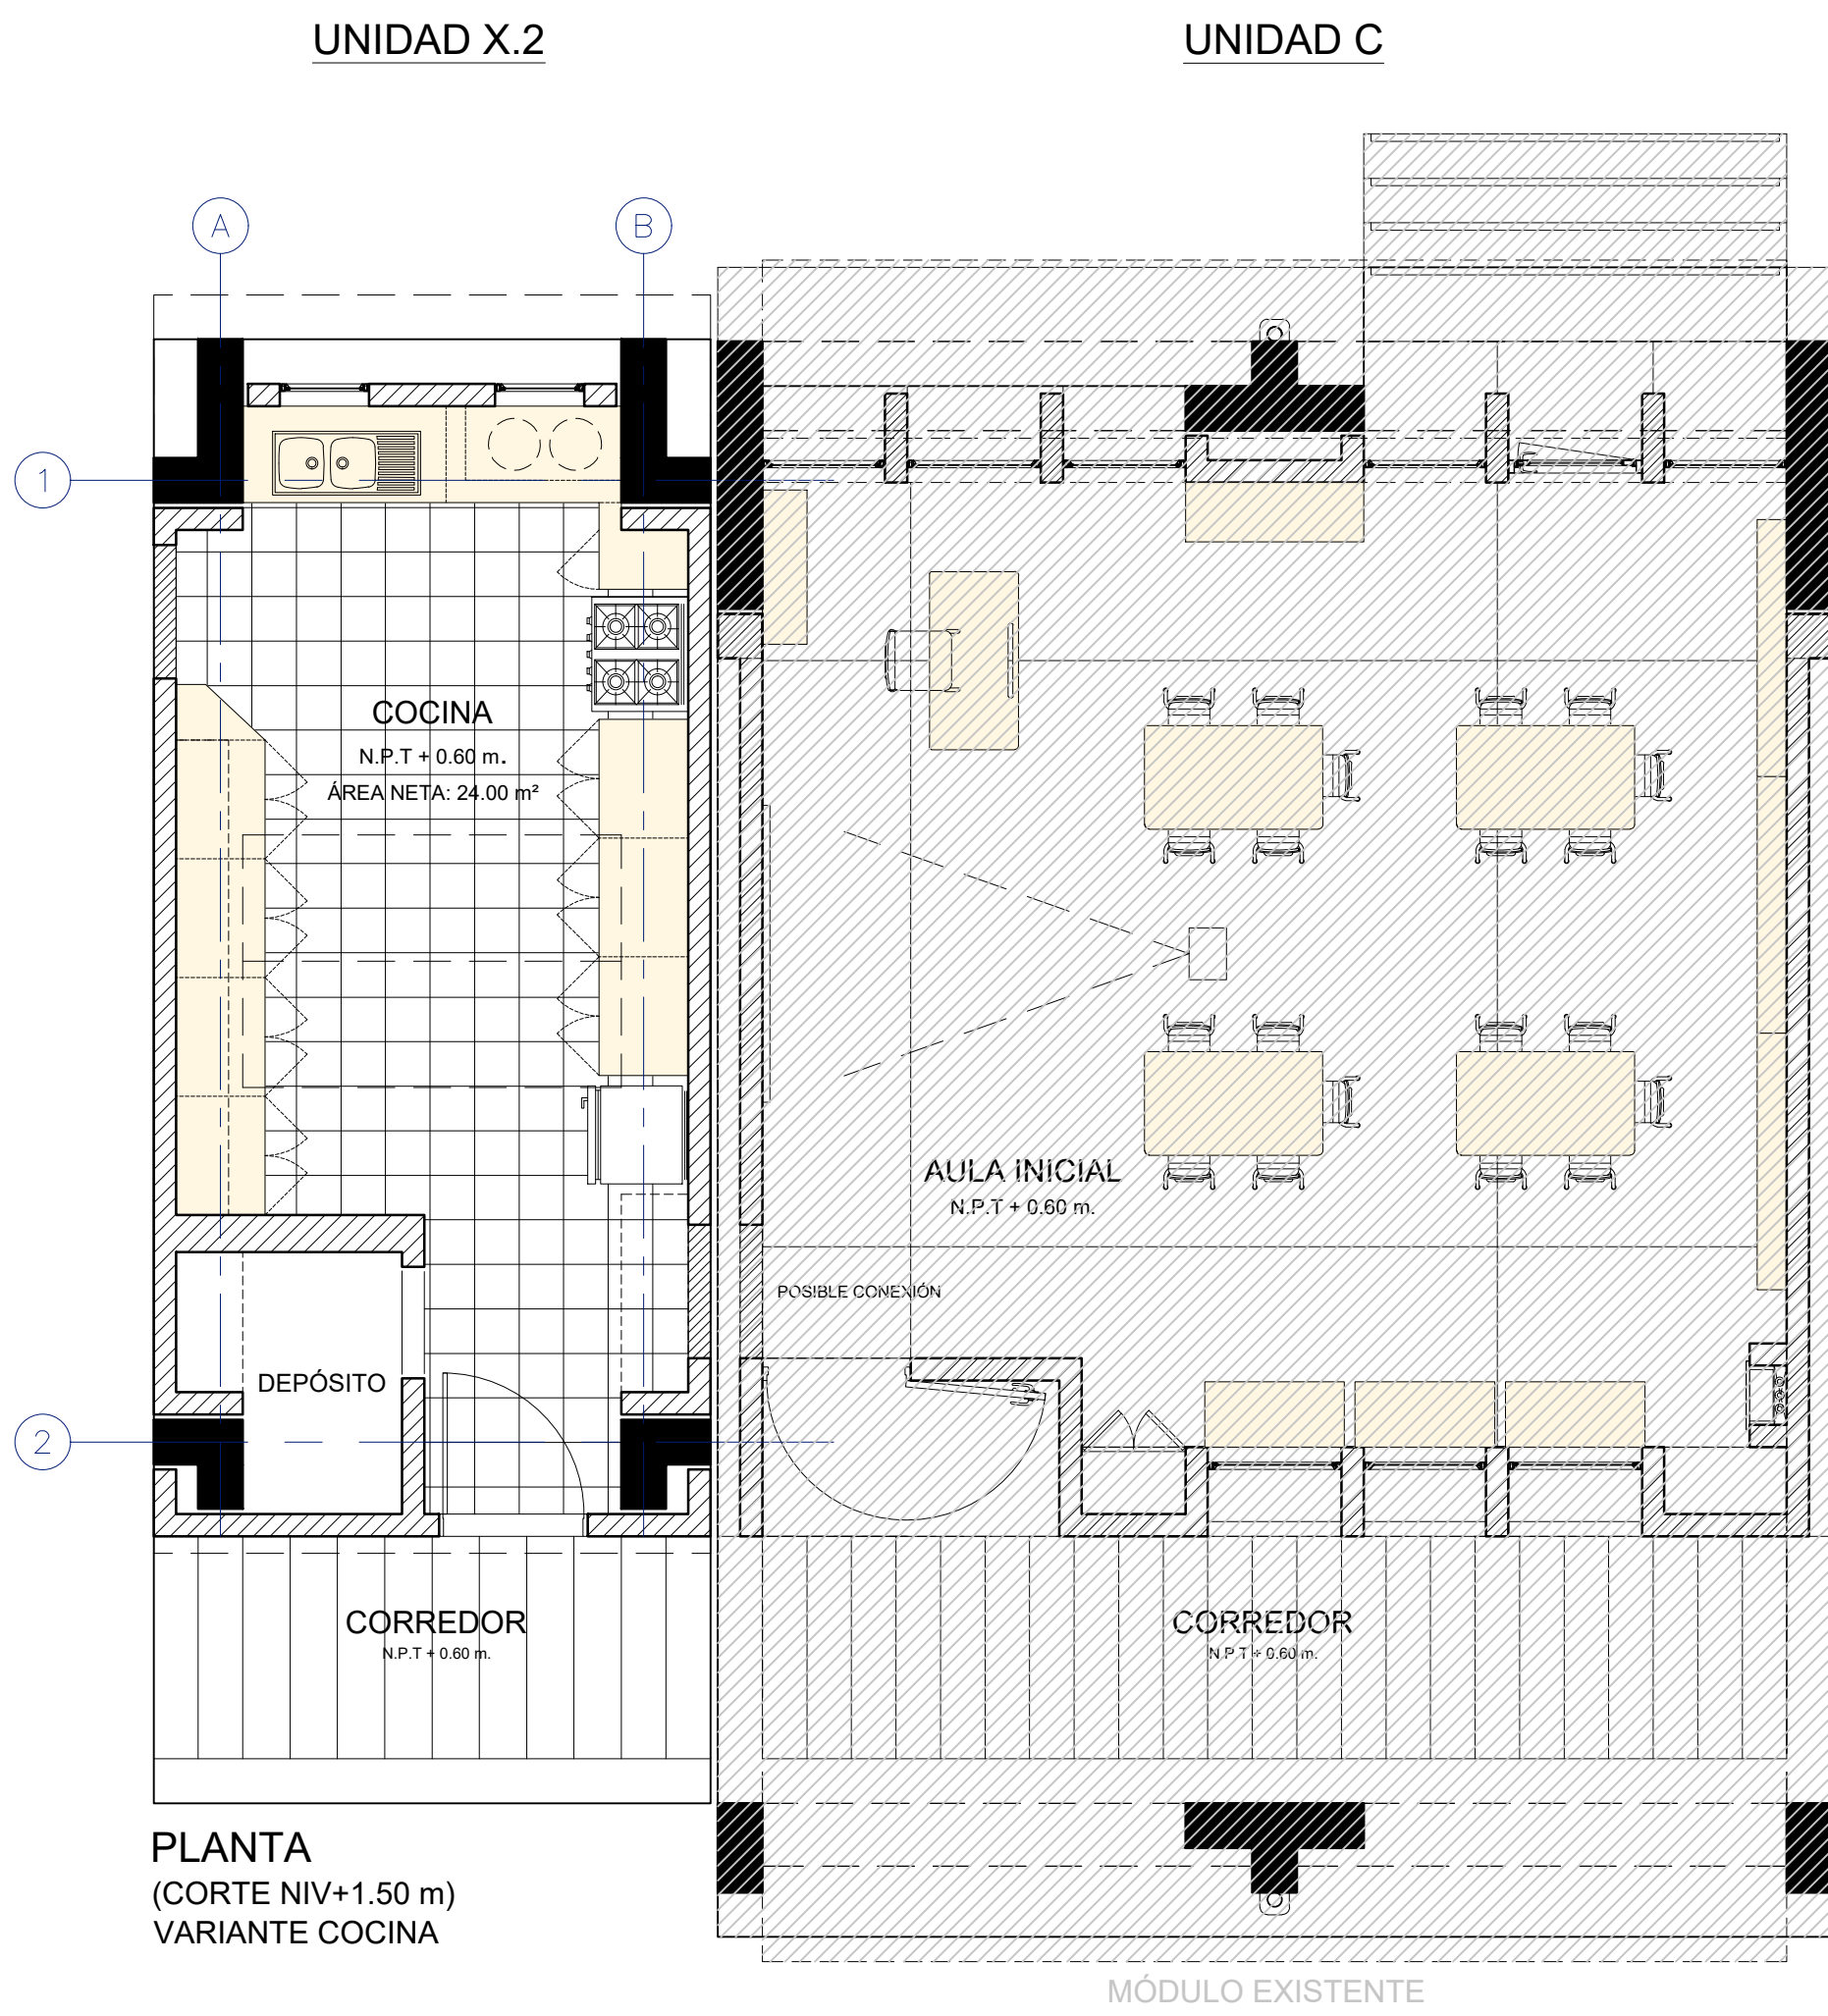 UNIDAD X.2
UNIDAD C
A
B
1
COCINA
N.P.T + 0.60 m.
ÁREA NETA: 24.00 m²
AULA INICIAL
N.P.T + 0.60 m.
POSIBLE CONEXIÓN
DEPÓSITO
2
CORREDOR
N.P.T + 0.60 m.
CORREDOR
N.P.T + 0.60 m.
PLANTA
(CORTE NIV+1.50 m)
VARIANTE COCINA
MÓDULO EXISTENTE